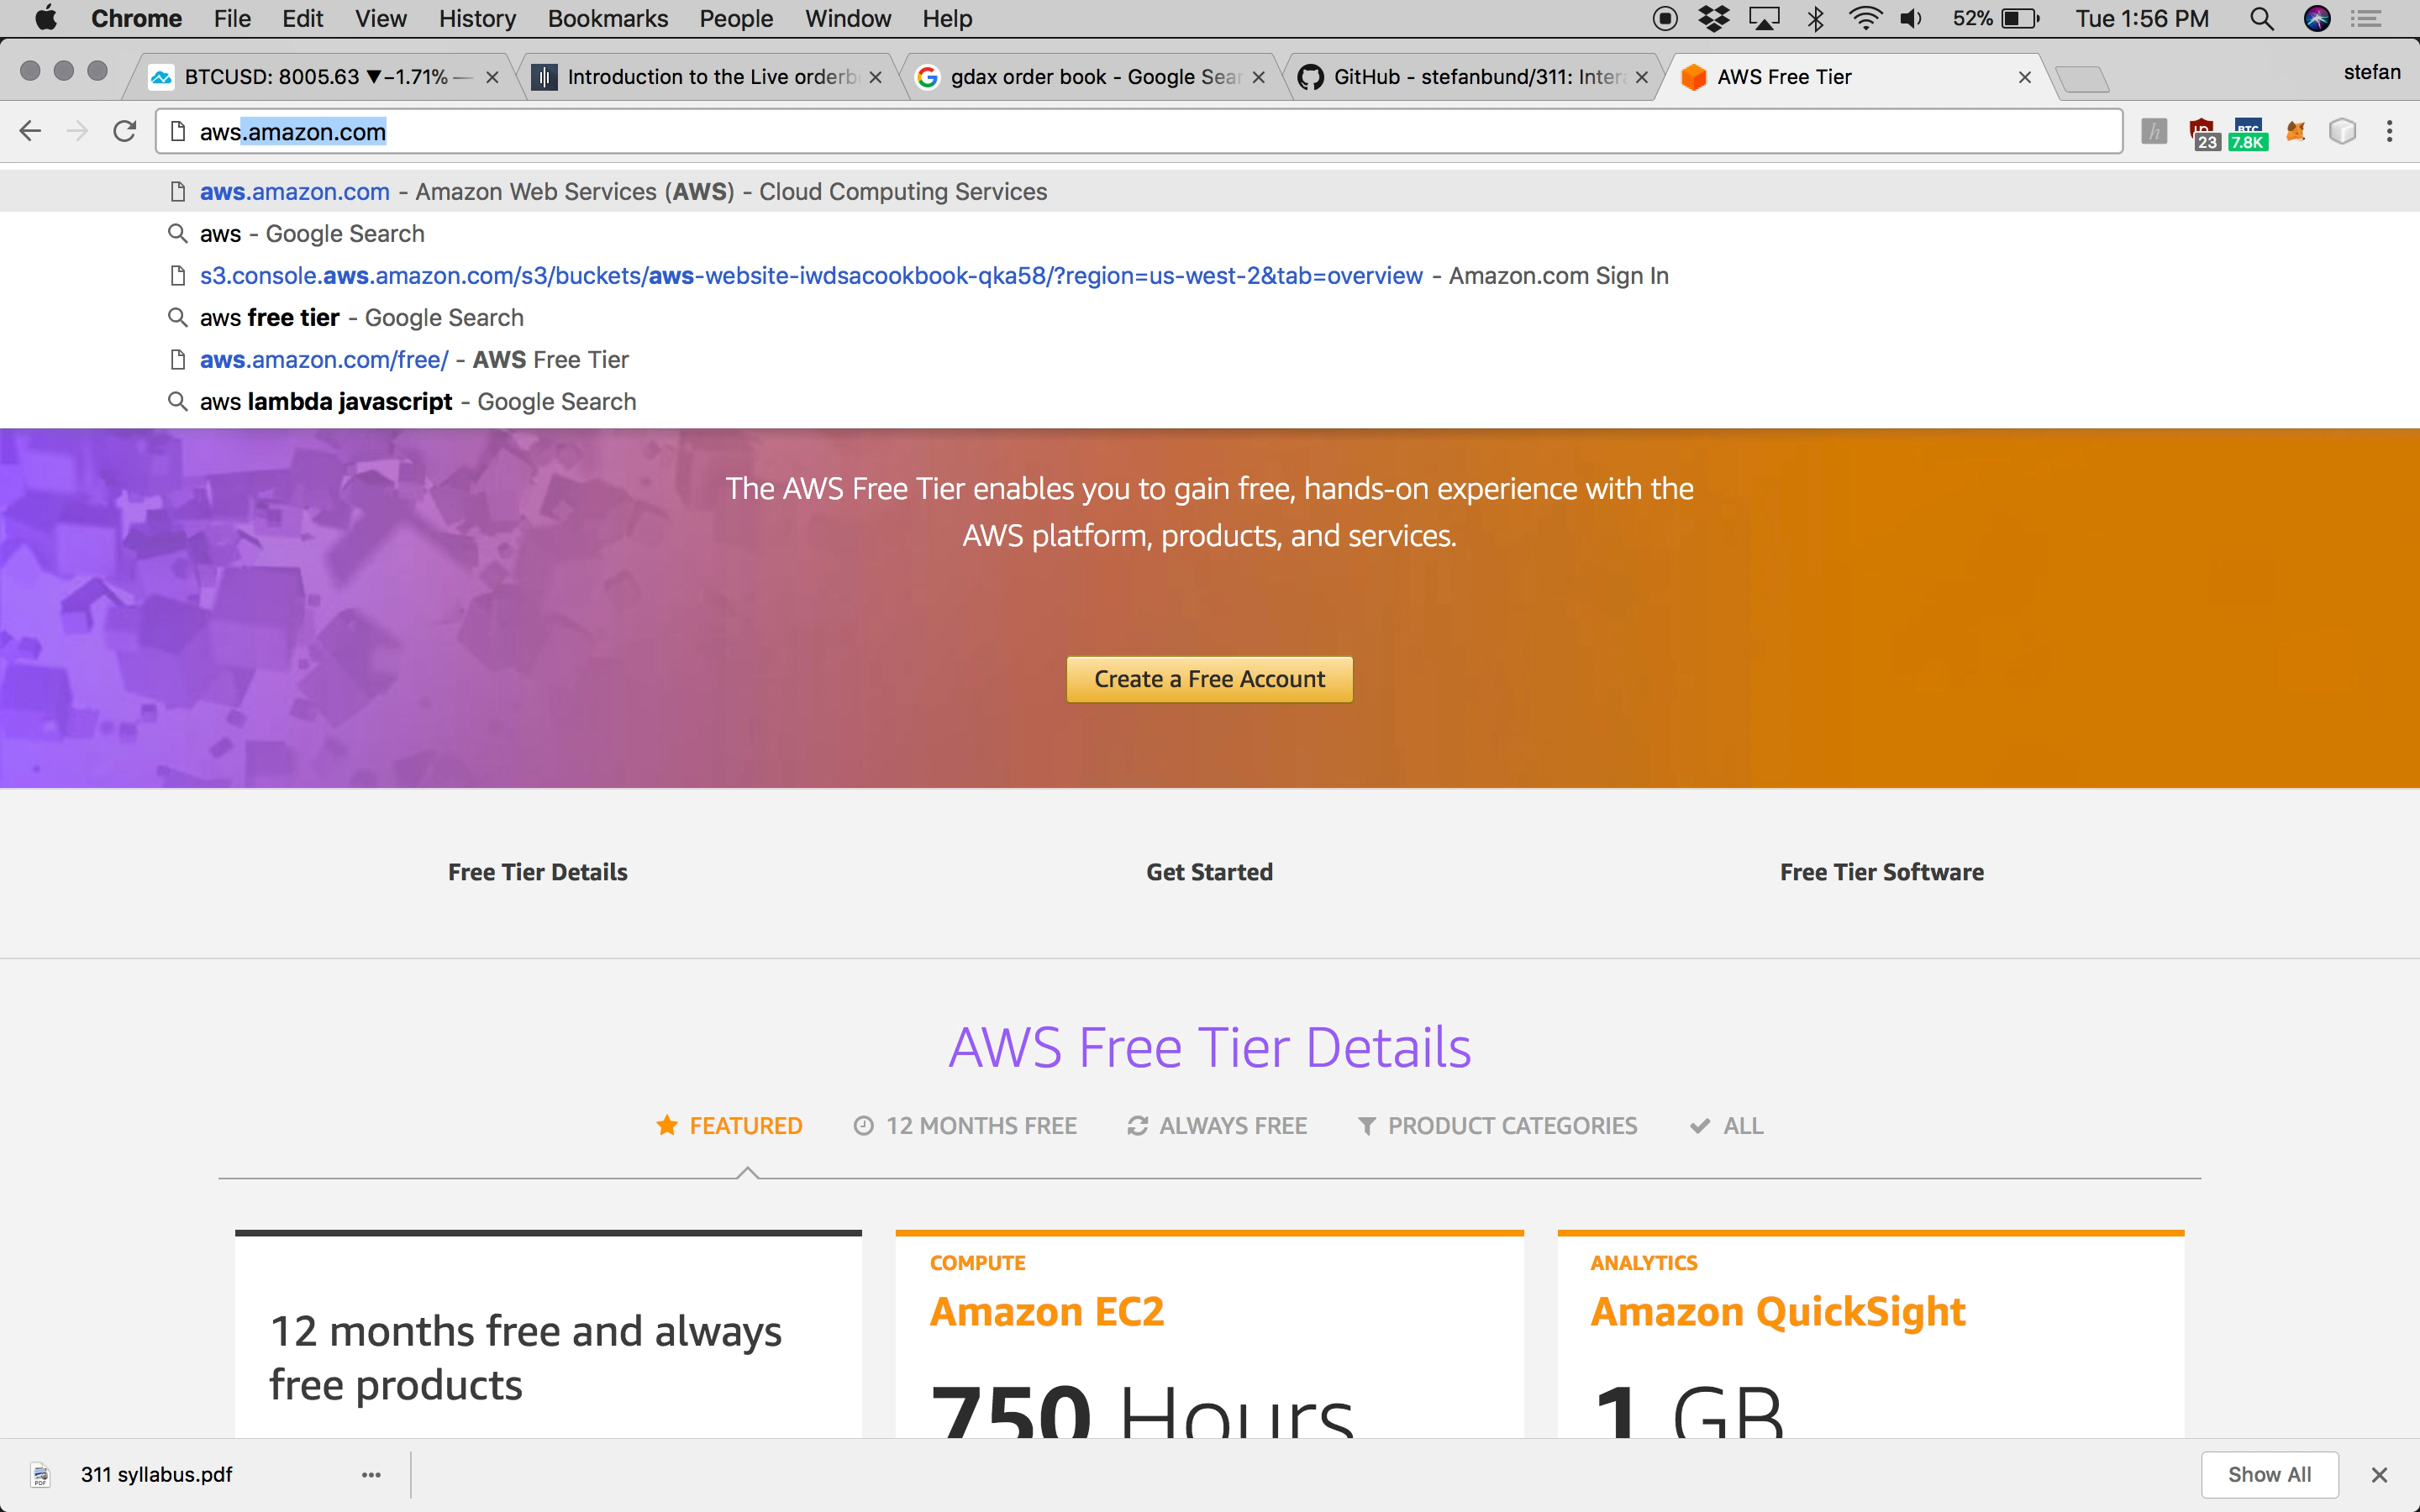 Chrome File Edit View History Bookmarks People Window Help 52% Tue 1:56 PM
BTCUSD: 8005.63 ▼−1.71% — Introduction to the Live orderb gdax order book - Google Sear GitHub - stefanbund/311: Inter AWS Free Tier stefan
aws.amazon.com h 23 BTC 7.8K
aws.amazon.com - Amazon Web Services (AWS) - Cloud Computing Services
aws - Google Search
s3.console.aws.amazon.com/s3/buckets/aws-website-iwdsacookbook-qka58/?region=us-west-2&tab=overview - Amazon.com Sign In
aws free tier - Google Search
aws.amazon.com/free/ - AWS Free Tier
aws lambda javascript - Google Search
The AWS Free Tier enables you to gain free, hands-on experience with the
AWS platform, products, and services.
Create a Free Account
Free Tier Details Get Started Free Tier Software
AWS Free Tier Details
FEATURED 12 MONTHS FREE ALWAYS FREE PRODUCT CATEGORIES ALL
12 months free and always
free products
COMPUTE
Amazon EC2
750 Hours
ANALYTICS
Amazon QuickSight
1 GB
311 syllabus.pdf Show All